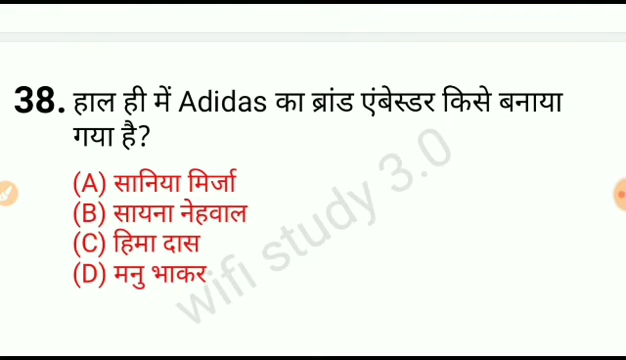 38. हाल ही में Adidas का ब्रांड एंबेस्डर किसे बनाया
गया है?
(A) सानिया मिर्जा
(B) सायना नेहवाल
(C) हिमा दास
(D) मनु भाकर
wifi study 3.0